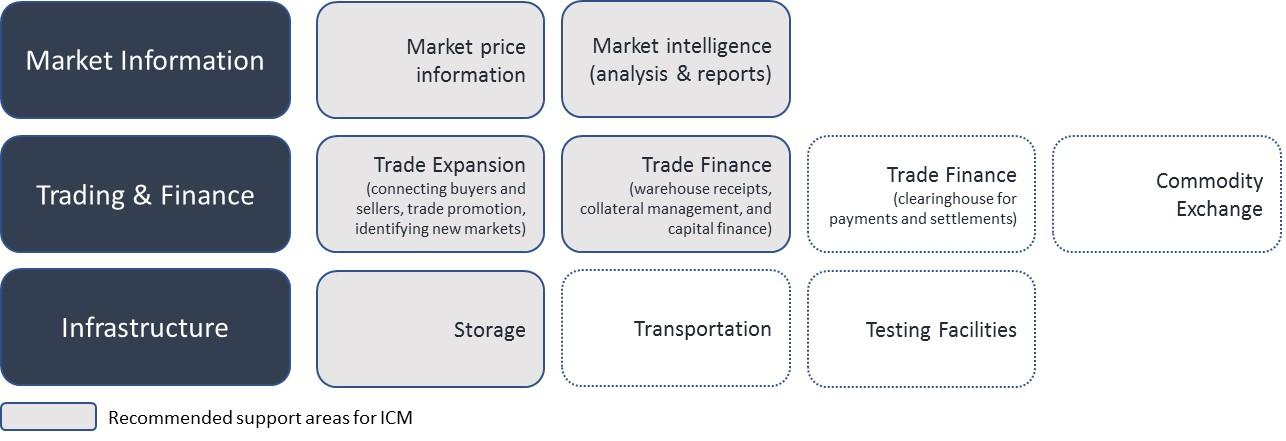 Market Information
Market price
information
Market intelligence
(analysis & reports)
Trading & Finance
Trade Expansion
(connecting buyers and
sellers, trade promotion,
identifying new markets)
Trade Finance
(warehouse receipts,
collateral management, and
capital finance)
Trade Finance
(clearinghouse for
payments and settlements)
Commodity
Exchange
Infrastructure
Storage
Transportation
Testing Facilities
Recommended support areas for ICM